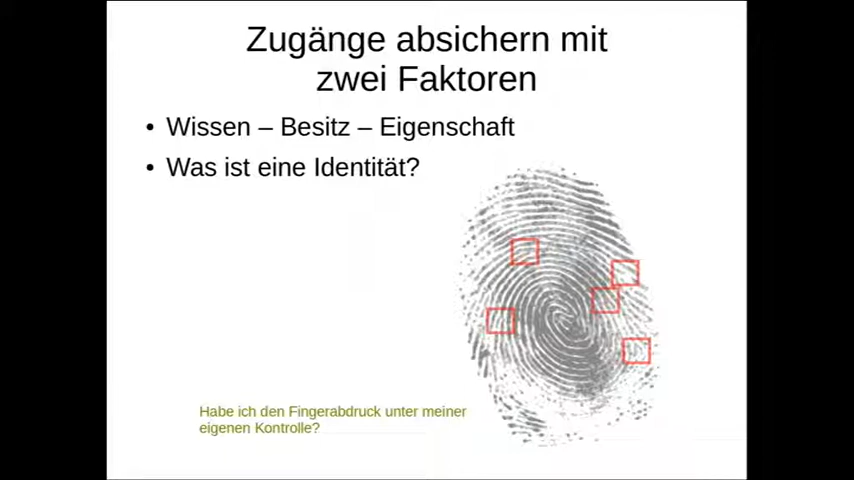 Zugänge absichern mit
zwei Faktoren
• Wissen – Besitz – Eigenschaft
• Was ist eine Identität?
Habe ich den Fingerabdruck unter meiner
eigenen Kontrolle?